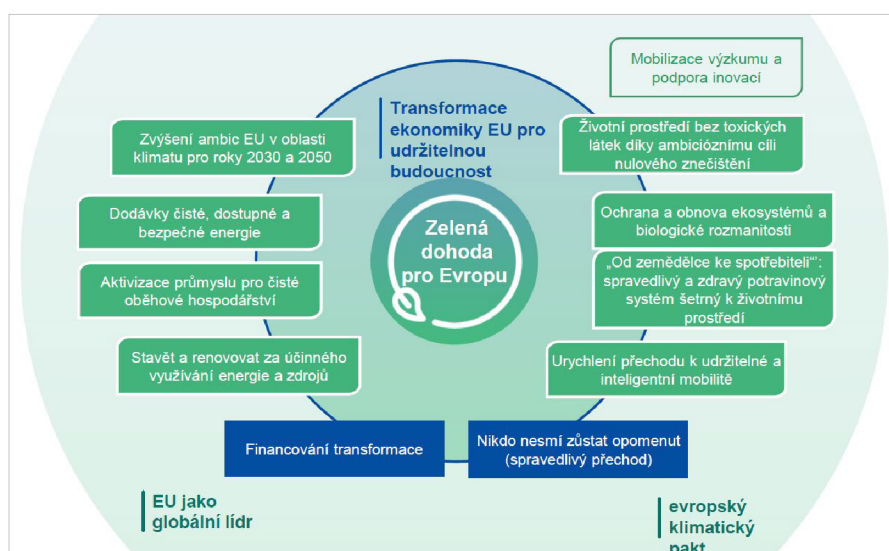 Mobilizace výzkumu a
podpora inovací
Transformace
ekonomiky EU pro
udržitelnou
budoucnost
Zvýšení ambic EU v oblasti
klimatu pro roky 2030 a 2050
Dodávky čisté, dostupné a
bezpečné energie
Aktivizace průmyslu pro čisté
oběhové hospodářství
Stavět a renovovat za účinného
využívání energie a zdrojů
Zelená
dohoda
pro Evropu
Životní prostředí bez toxických
látek díky ambicióznímu cíli
nulového znečištění
Ochrana a obnova ekosystémů a
biologické rozmanitosti
„Od zemědělce ke spotřebiteli“":
spravedlivý a zdravý potravinový
systém šetrný k životnímu
prostředí
Urychlení přechodu k udržitelné a
inteligentní mobilitě
Financování transformace
Nikdo nesmí zůstat opomenut
(spravedlivý přechod)
EU jako
globální lídr
evropský
klimatický
pakt